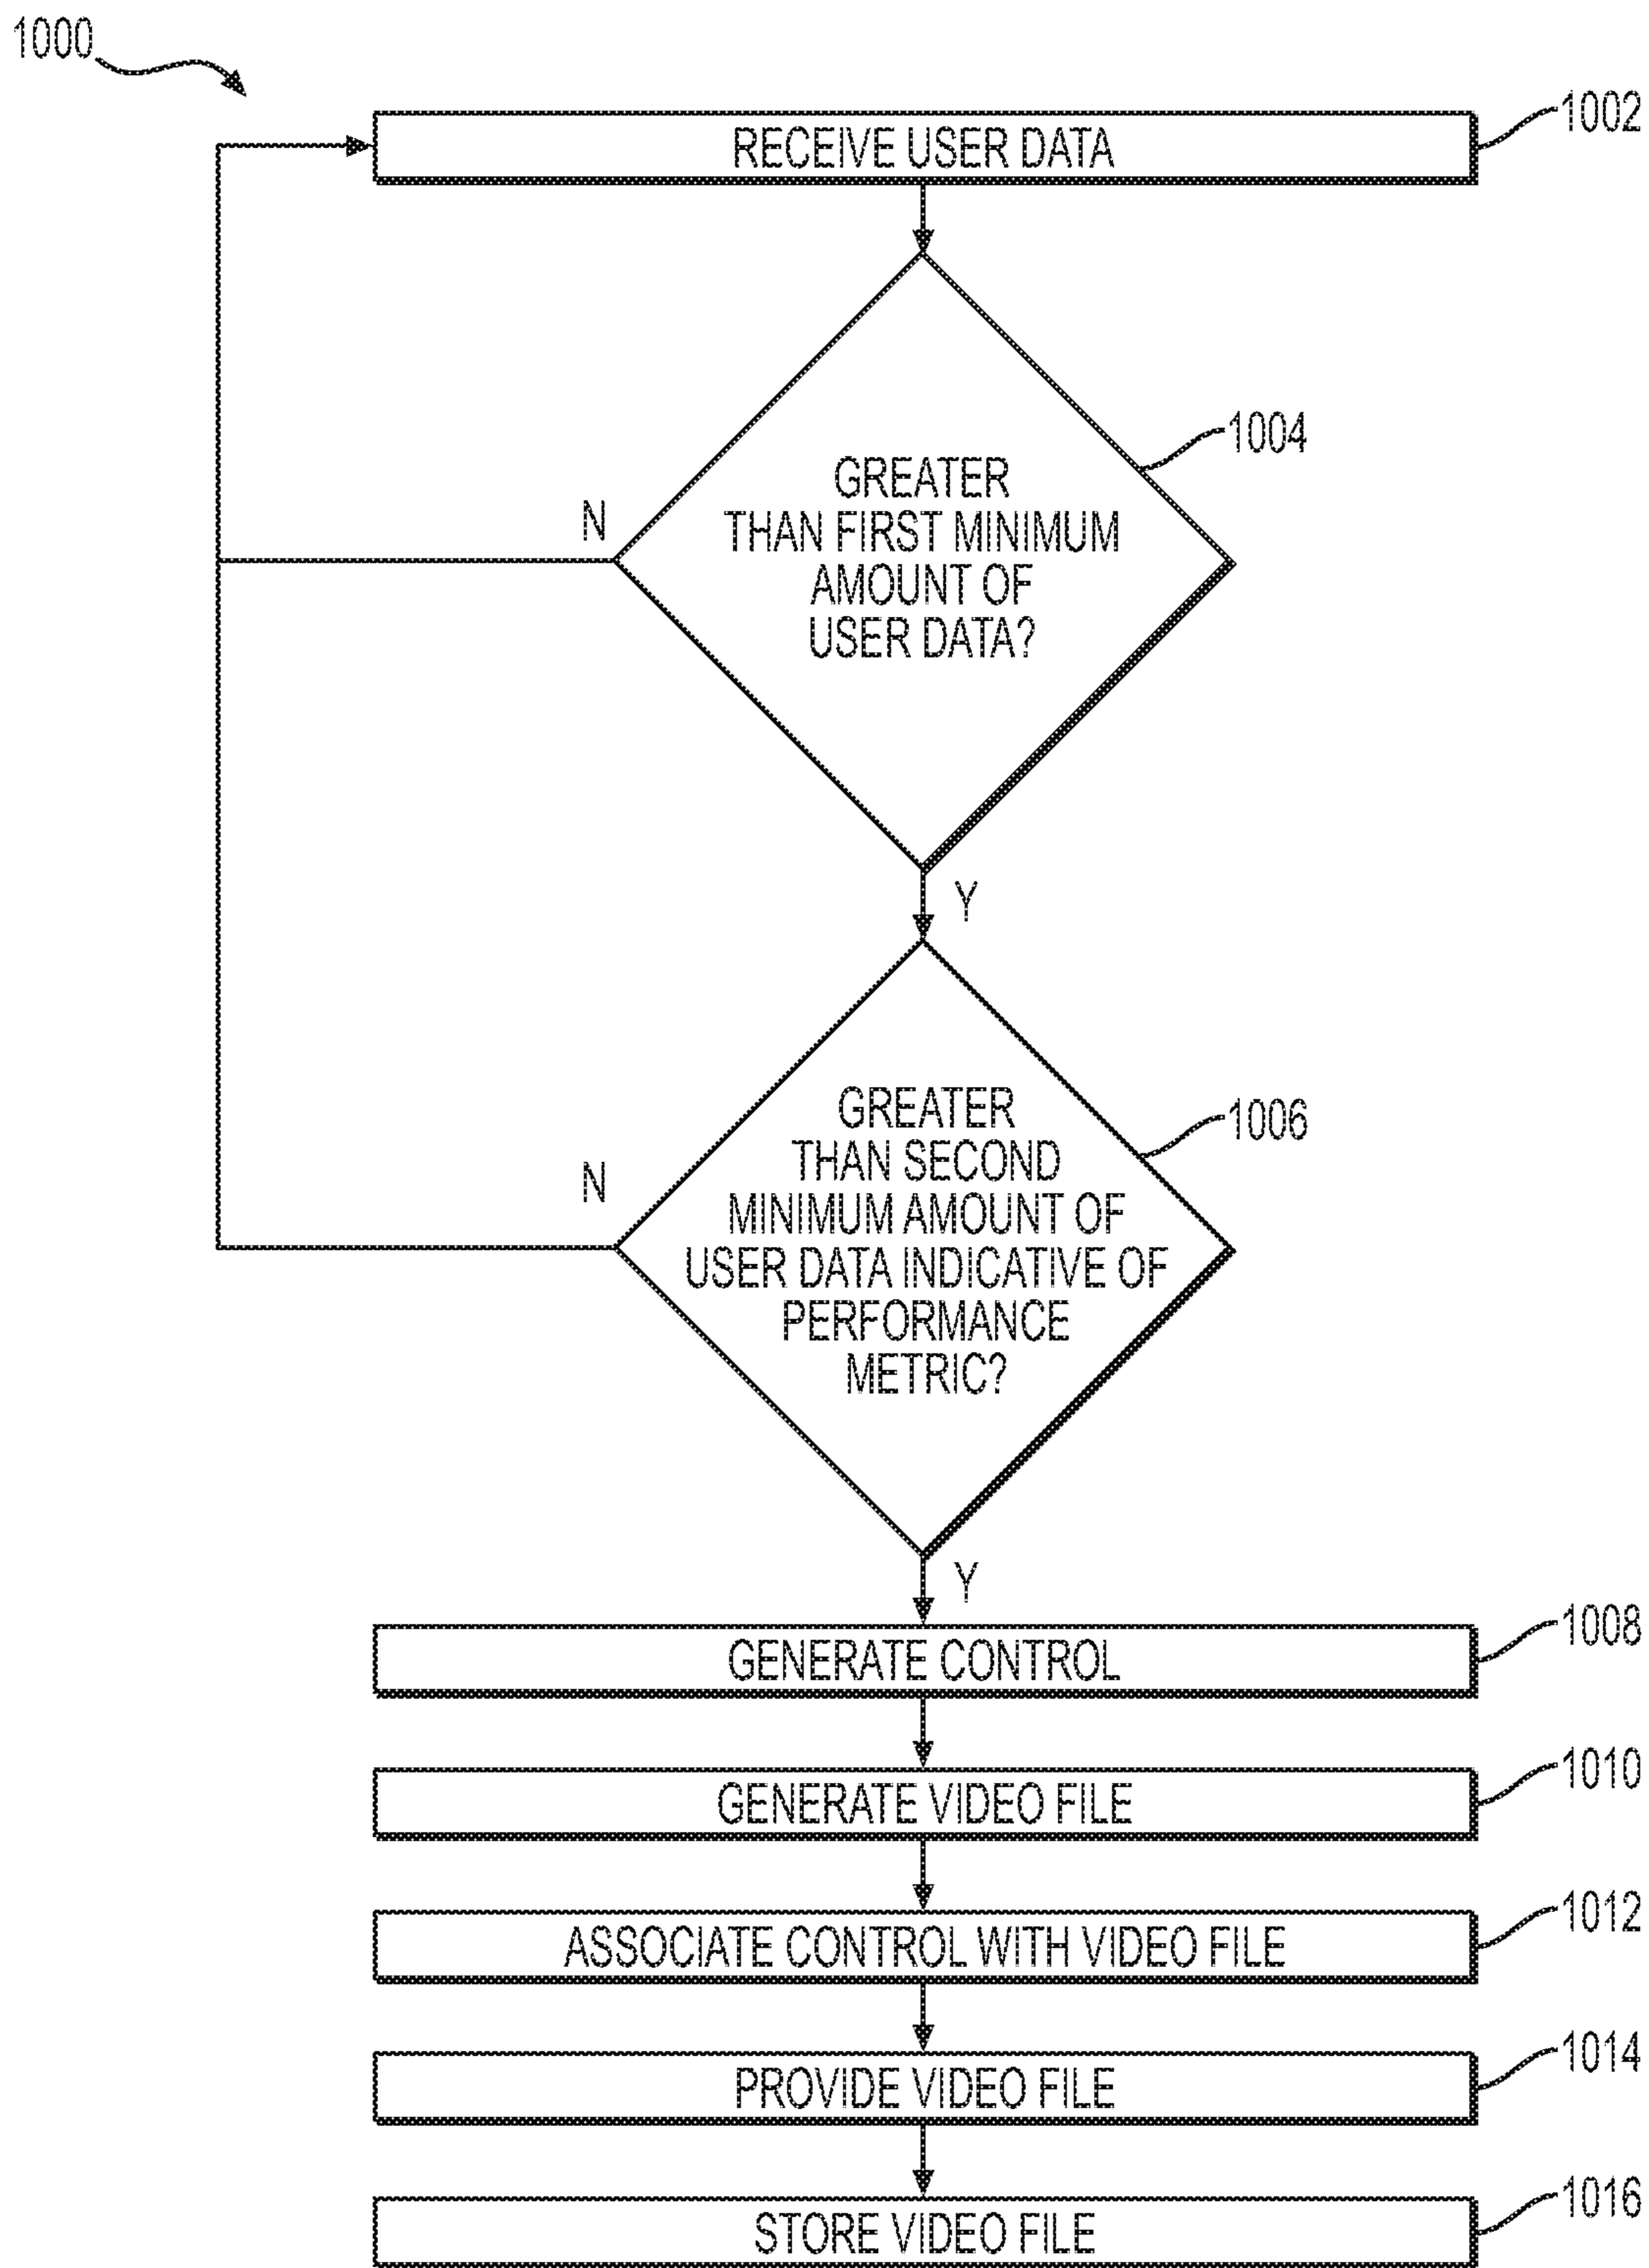 1000
1002
RECEIVE USER DATA
1004
GREATER
THAN FIRST MINIMUM
AMOUNT OF
USER DATA?
N
Y
1006
GREATER
THAN SECOND
MINIMUM AMOUNT OF
USER DATA INDICATIVE OF
PERFORMANCE
METRIC?
N
Y
1008
GENERATE CONTROL
1010
GENERATE VIDEO FILE
1012
ASSOCIATE CONTROL WITH VIDEO FILE
1014
PROVIDE VIDEO FILE
1016
STORE VIDEO FILE